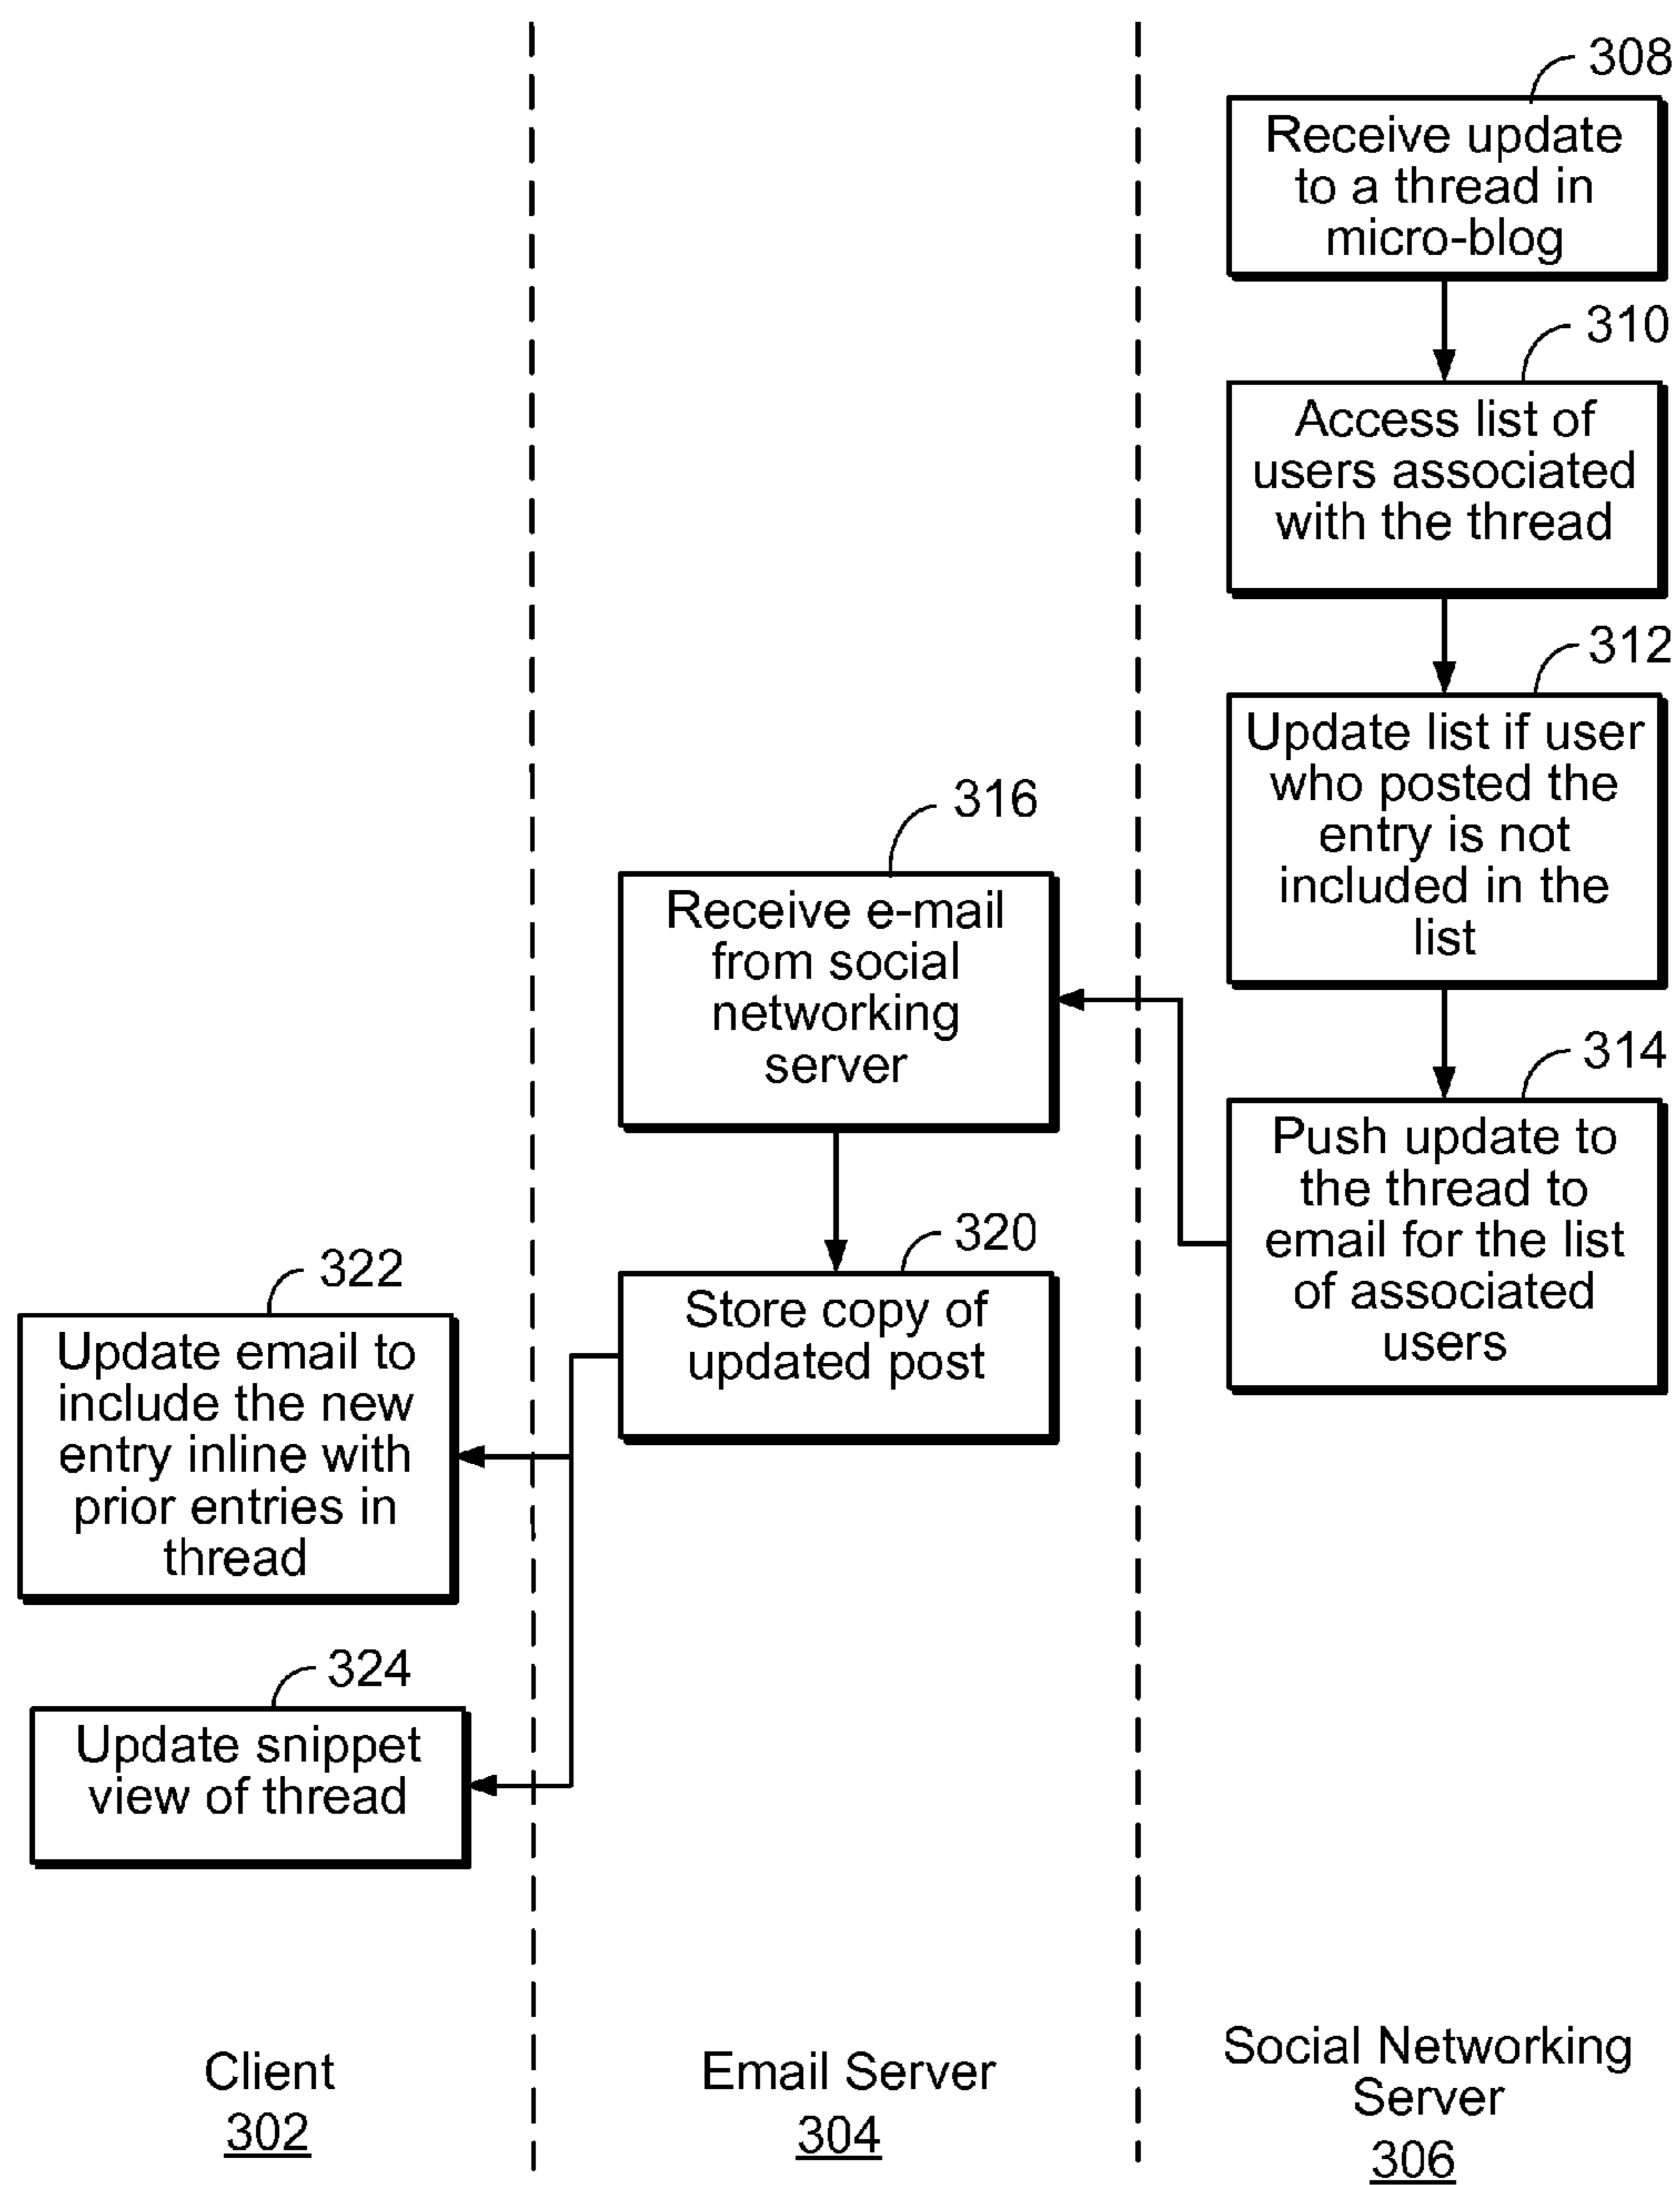 308
Receive update
to a thread in
micro-blog
310
Access list of
users associated
with the thread
312
Update list if user
who posted the
entry is not
included in the
list
314
Push update to
the thread to
email for the list
of associated
users
316
Receive e-mail
from social
networking
server
320
Store copy of
updated post
322
Update email to
include the new
entry inline with
prior entries in
thread
324
Update snippet
view of thread
Client
302
Email Server
304
Social Networking
Server
306